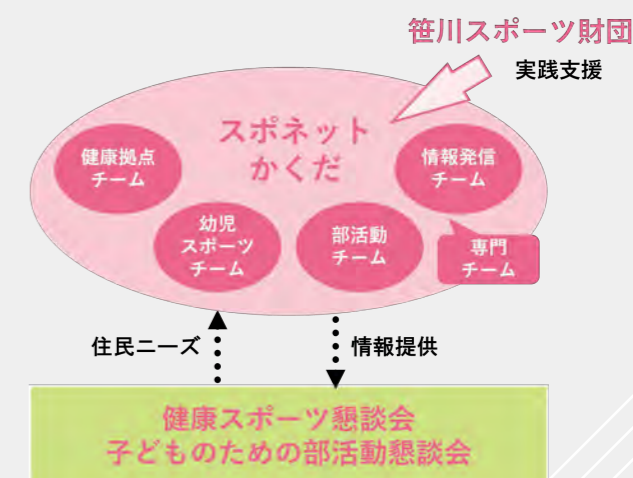 笹川スポーツ財団
実践支援
スポネット
かくだ
健康拠点
チーム
情報発信
チーム
幼児
スポーツ
チーム
部活動
チーム
専門
チーム
住民ニーズ
情報提供
健康スポーツ懇談会
子どものための部活動懇談会